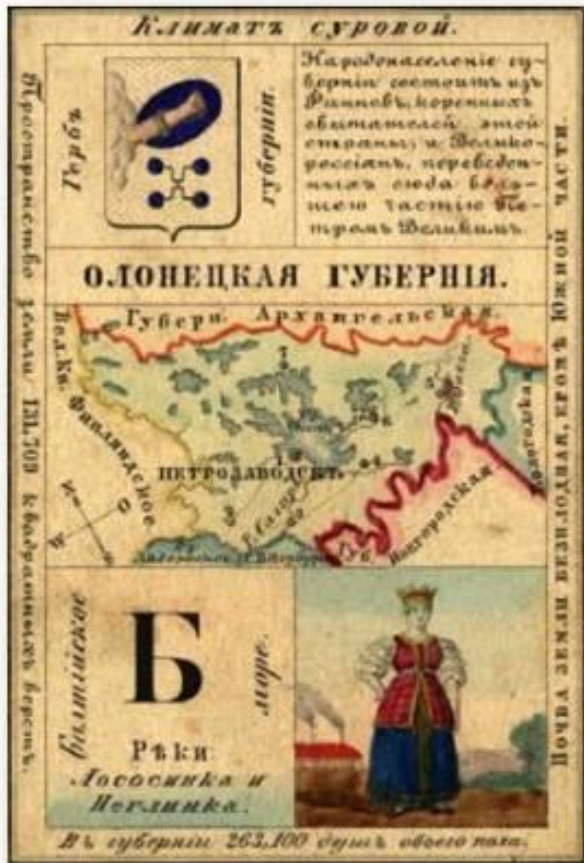 Климатъ суровой.
Гербъ
губерніи.
Народонаселеніе гу-
берніи состоитъ изъ
Финновъ, коренныхъ
обитателей этой
страны, и Велико-
россіянъ, переведен-
ныхъ сюда боль-
шею частію Пе-
тромъ Великимъ.
Пространство земли 131,709 квадратныхъ верстъ.
Почва земли безплодная, кромѣ Южной части.
ОЛОНЕЦКАЯ ГУБЕРНІЯ.
Губерн. Архангельская.
Вел. Кн. Финляндское
Вологодская
ПЕТРОЗАВОДСКЪ
Новгородская
Губ.
Балтійское
море.
Б
Рѣки:
Лососинка и
Неглинка.
Въ губерніи 263,100 душъ обоего пола.